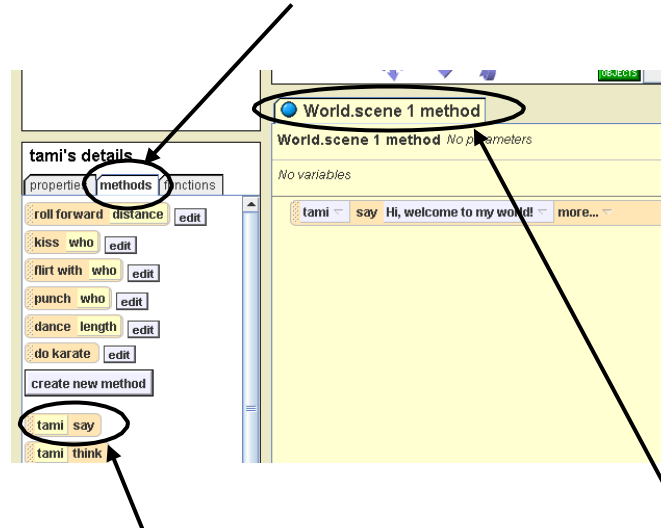 OBJECTS
World.scene 1 method
World.scene 1 method No parameters
No variables
tami say Hi, welcome to my world! more...
tami's details
properties methods functions
roll forward distance edit
kiss who edit
flirt with who edit
punch who edit
dance length edit
do karate edit
create new method
tami say
tami think